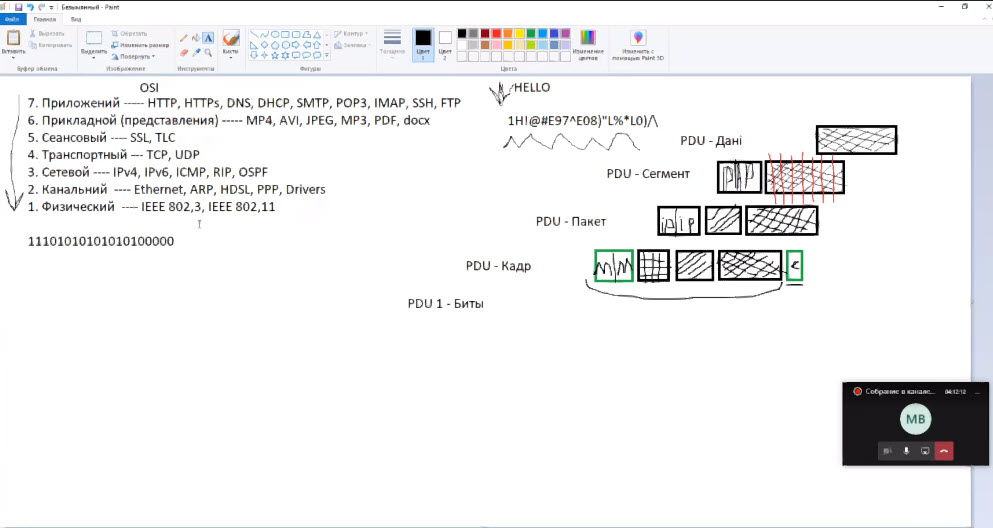 Безымянный - Paint
Файл Главная Вид
Вставить
Вырезать
Копировать
Буфер обмена
Выделить
Обрезать
Изменить размер
Повернуть
Изображение
Инструменты
Кисти
Фигуры
Контур
Заливка
Толщина
Цвет 1
Цвет 2
Цвета
Изменение цветов
Изменить с помощью Paint 3D
OSI
7. Приложений ----- HTTP, HTTPs, DNS, DHCP, SMTP, POP3, IMAP, SSH, FTP
6. Прикладной (представления) ----- MP4, AVI, JPEG, MP3, PDF, docx
5. Сеансовый ---- SSL, TLC
4. Транспортный --- TCP, UDP
3. Сетевой ---- IPv4, IPv6, ICMP, RIP, OSPF
2. Канальний ---- Ethernet, ARP, HDSL, PPP, Drivers
1. Физический ---- IEEE 802,3, IEEE 802,11
11101010101010100000
HELLO
1H!@#E97^E08)"L%*L0)/\
PDU - Дані
PDU - Сегмент
P|P
PDU - Пакет
ip|ip
PDU - Кадр
M|M
c
PDU 1 - Биты
Собрание в канале... 04:12:12
МВ